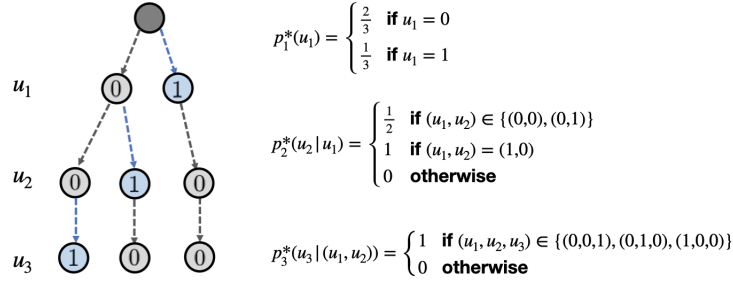 p₁*(u₁) = { 2/3 if u₁ = 0
1/3 if u₁ = 1
0 1
u₁
p₂*(u₂|u₁) = { 1/2 if (u₁, u₂) ∈ {(0,0), (0,1)}
1 if (u₁, u₂) = (1,0)
0 otherwise
u₂ 0 1 0
p₃*(u₃|(u₁, u₂)) = { 1 if (u₁, u₂, u₃) ∈ {(0,0,1), (0,1,0), (1,0,0)}
0 otherwise
u₃ 1 0 0